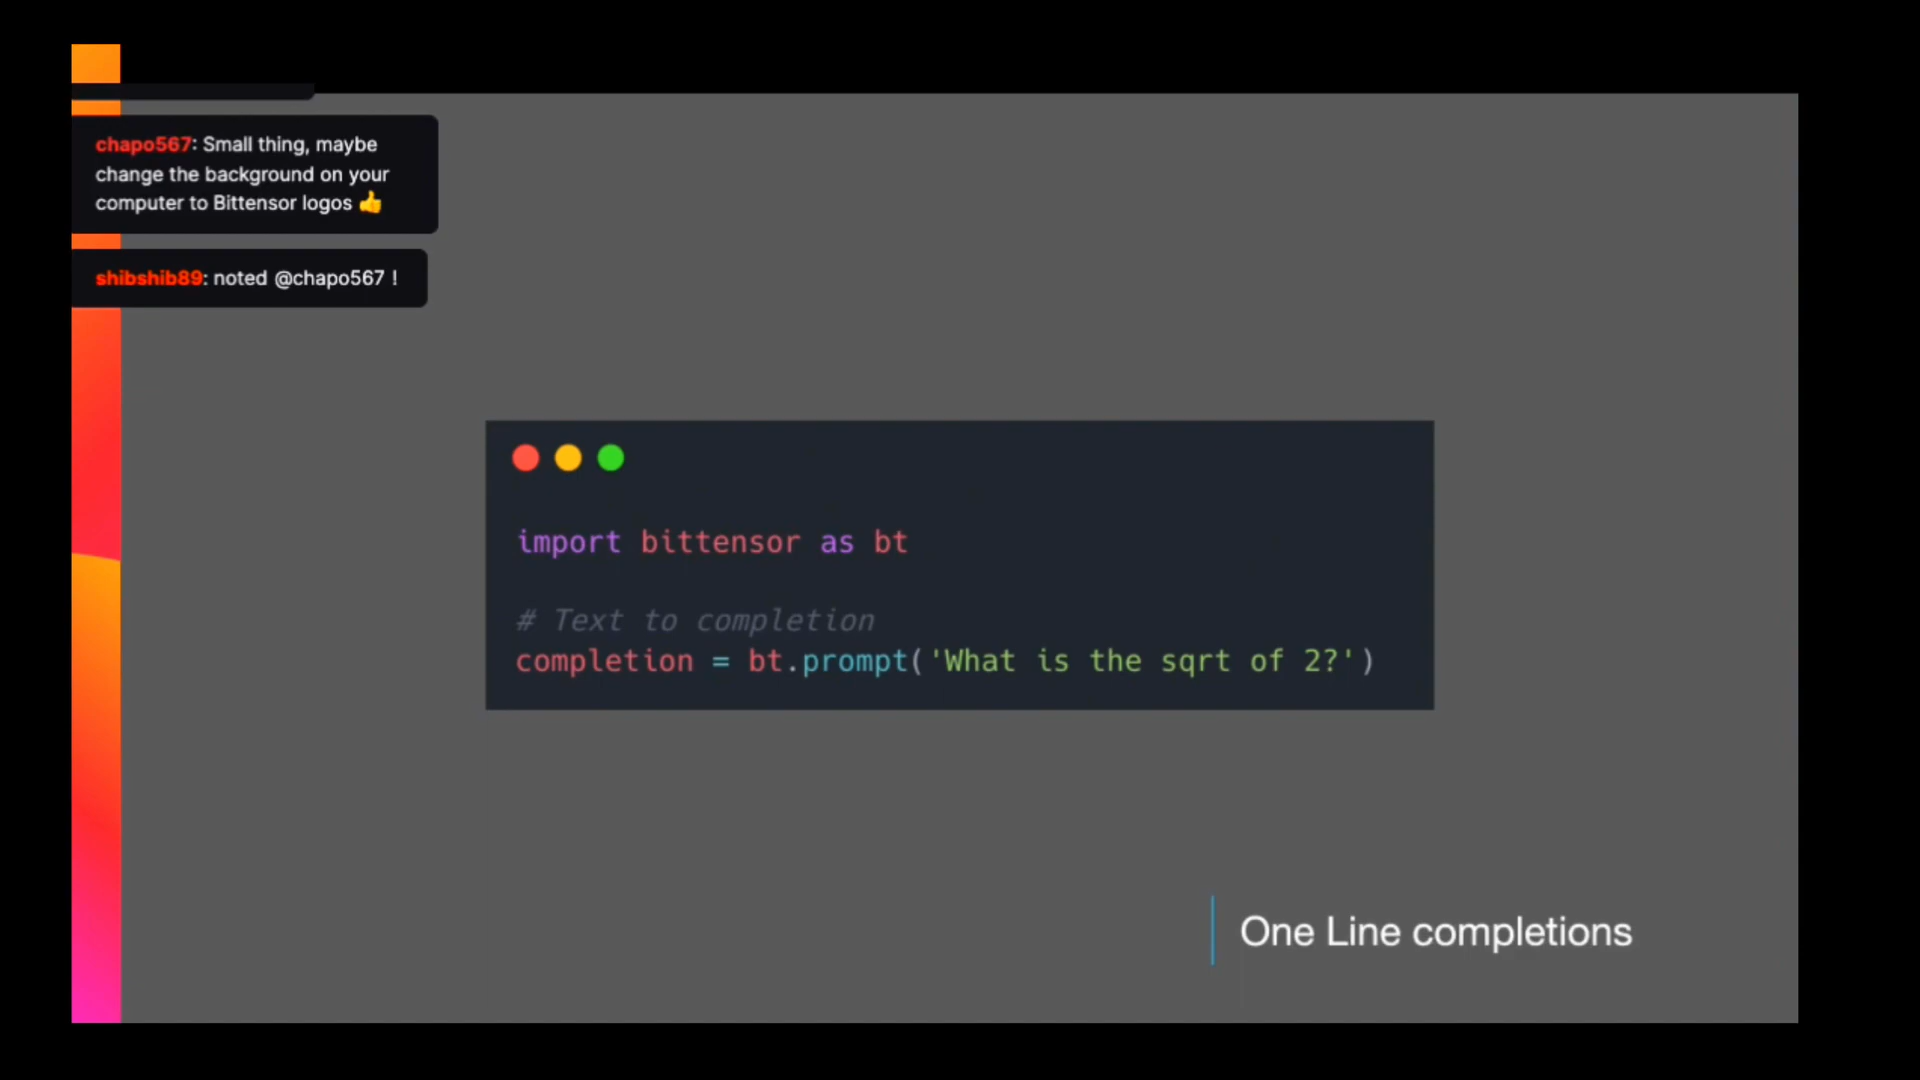 chapo567: Small thing, maybe
change the background on your
computer to Bittensor logos 👍
shibshib89: noted @chapo567 !
import bittensor as bt
# Text to completion
completion = bt.prompt('What is the sqrt of 2?')
One Line completions